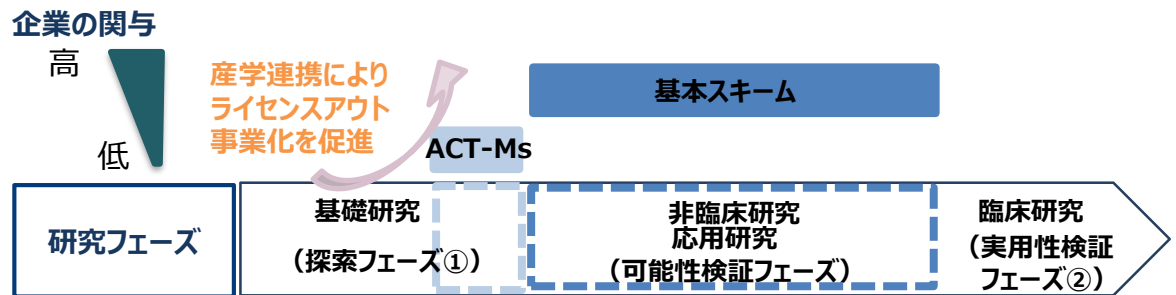 企業の関与
高
低
産学連携により
ライセンスアウト
事業化を促進
ACT-Ms
基本スキーム
研究フェーズ
基礎研究
（探索フェーズ①）
非臨床研究
応用研究
（可能性検証フェーズ）
臨床研究
（実用性検証
フェーズ②）